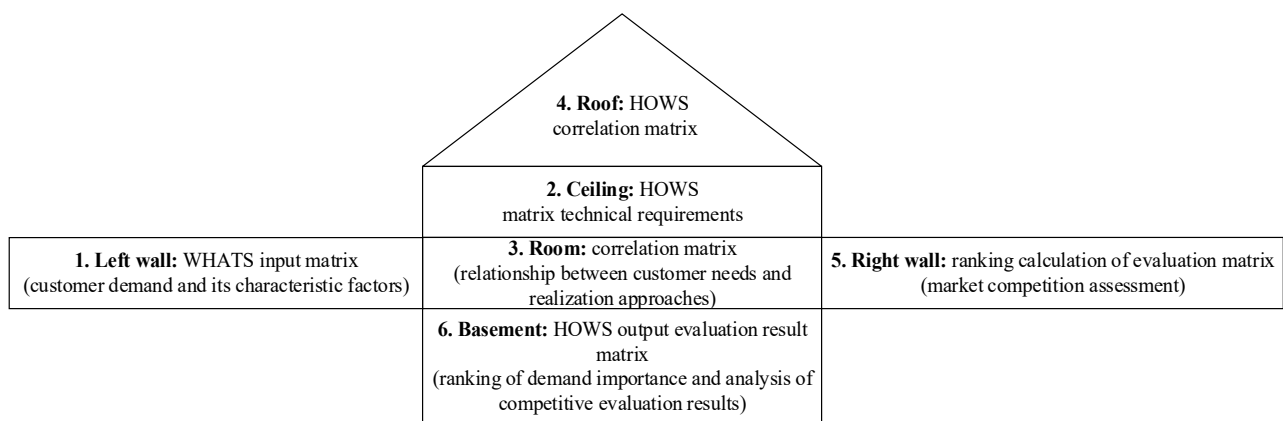 4. Roof: HOWS
correlation matrix
2. Ceiling: HOWS
matrix technical requirements
1. Left wall: WHATS input matrix
(customer demand and its characteristic factors)
3. Room: correlation matrix
(relationship between customer needs and
realization approaches)
5. Right wall: ranking calculation of evaluation matrix
(market competition assessment)
6. Basement: HOWS output evaluation result
matrix
(ranking of demand importance and analysis of
competitive evaluation results)